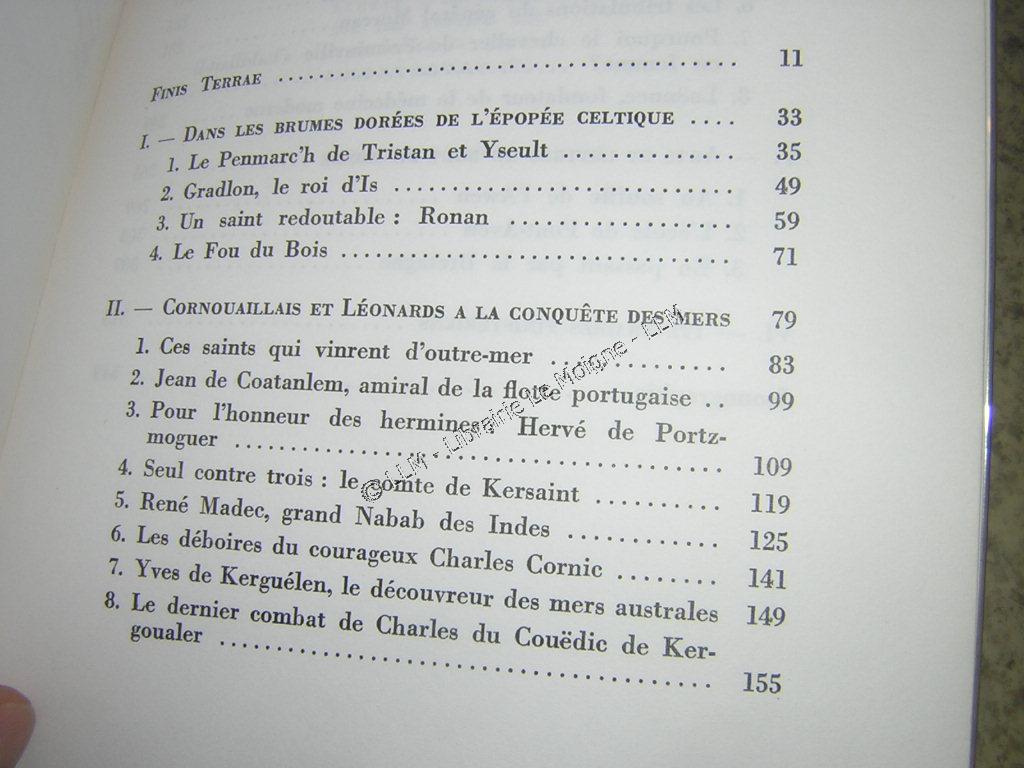 FINIS TERRAE ........................................ 11
I. — DANS LES BRUMES DORÉES DE L'ÉPOPÉE CELTIQUE .... 33
1. Le Penmarc'h de Tristan et Yseult .............. 35
2. Gradlon, le roi d'Is ............................. 49
3. Un saint redoutable : Ronan ................... 59
4. Le Fou du Bois ................................. 71
II. — CORNOUAILLAIS ET LÉONARDS A LA CONQUÊTE DES MERS 79
1. Ces saints qui vinrent d'outre-mer .............. 83
2. Jean de Coatanlem, amiral de la flotte portugaise .. 99
3. Pour l'honneur des hermines : Hervé de Portz-
moguer ........................................ 109
4. Seul contre trois : le comte de Kersaint ......... 119
5. René Madec, grand Nabab des Indes ............ 125
6. Les déboires du courageux Charles Cornic ........ 141
7. Yves de Kerguélen, le découvreur des mers australes 149
8. Le dernier combat de Charles du Couëdic de Ker-
goualer ........................................ 155
© LLM - Librairie Le Moigne - LLM